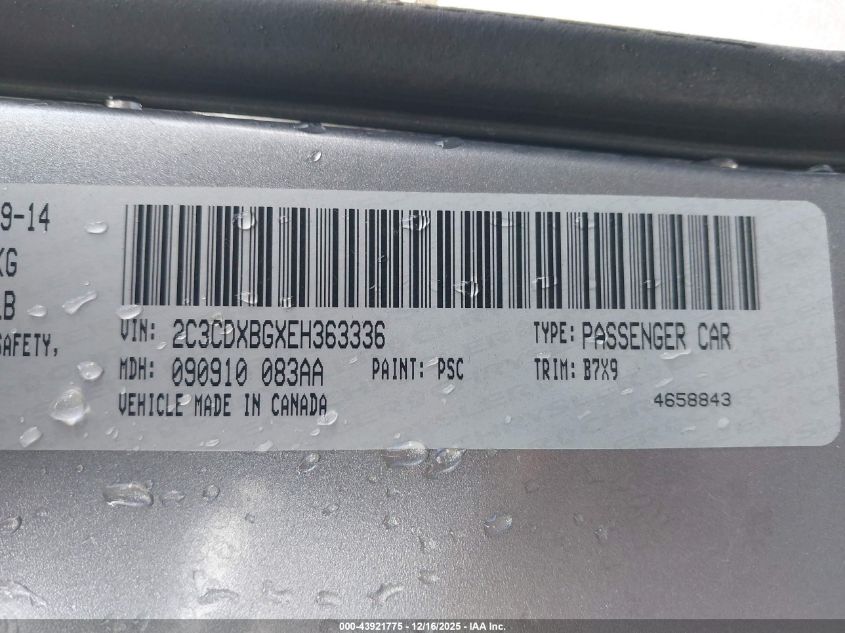 9-14
KG
LB
SAFETY,
VIN: 2C3CDXBGXEH363336 TYPE: PASSENGER CAR
MDH: 090910 083AA PAINT: PSC TRIM: B7X9
VEHICLE MADE IN CANADA 4658843
000-43921775 - 12/16/2025 - IAA Inc.